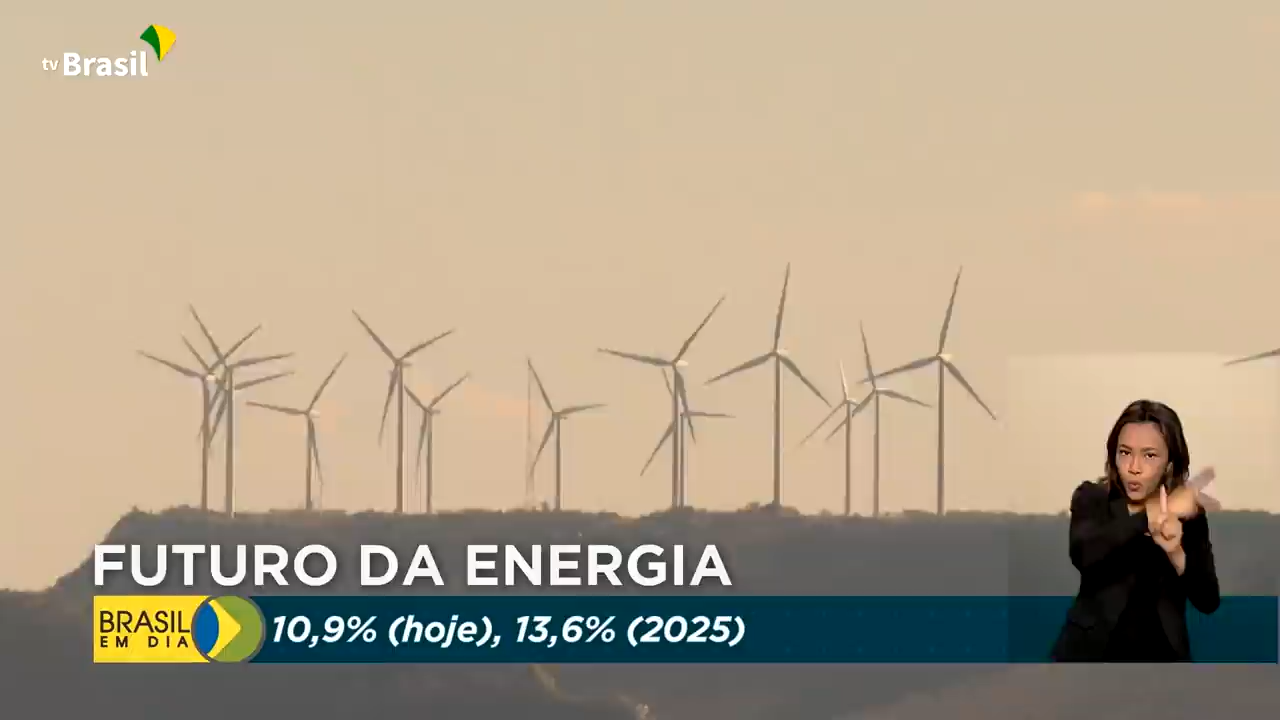 tv Brasil
FUTURO DA ENERGIA
BRASIL
EM DIA
10,9% (hoje), 13,6% (2025)